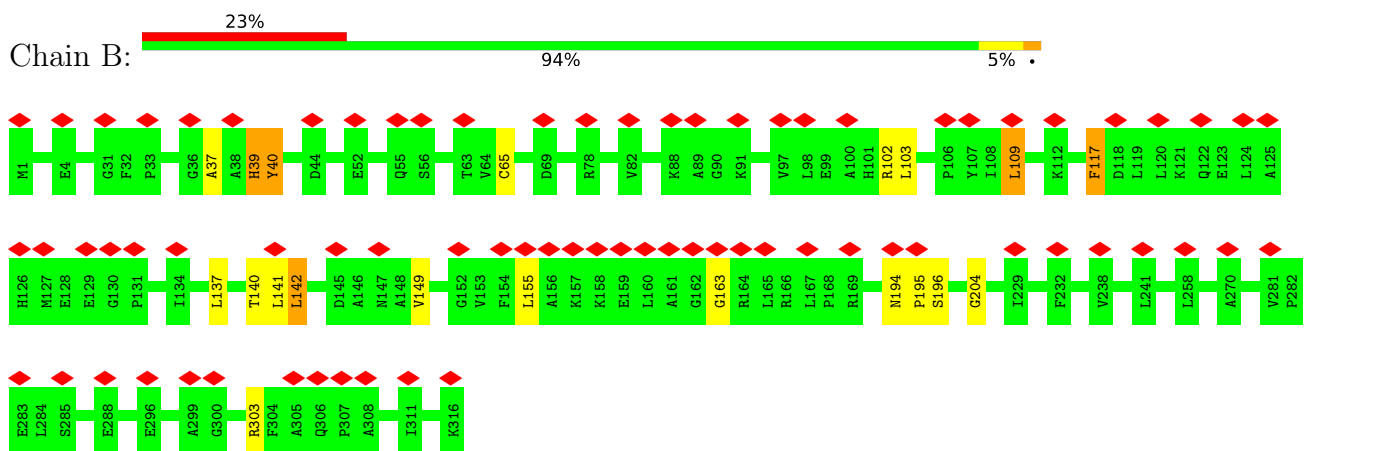 23%
Chain B:
94% 5% •
M1 E4 G31 F32 P33 G36 A37 A38 H39 Y40 D44 E52 Q55 S56 T63 V64 C65 D69 R78 V82 K88 A89 G90 K91 V97 L98 E99 A100 H101 R102 L103 P106 Y107 I108 L109 K112 F117 D118 L119 L120 K121 Q122 E123 L124 A125
H126 M127 E128 E129 G130 P131 I134 L137 T140 L141 L142 D145 A146 N147 A148 V149 G152 V153 F154 L155 A156 K157 K158 E159 L160 A161 G162 G163 R164 L165 R166 L167 P168 R169 N194 P195 S196 G204 I229 F232 V238 L241 L258 A270 V281 P282
E283 L284 S285 E288 E296 A299 G300 R303 F304 A305 Q306 P307 A308 I311 K316